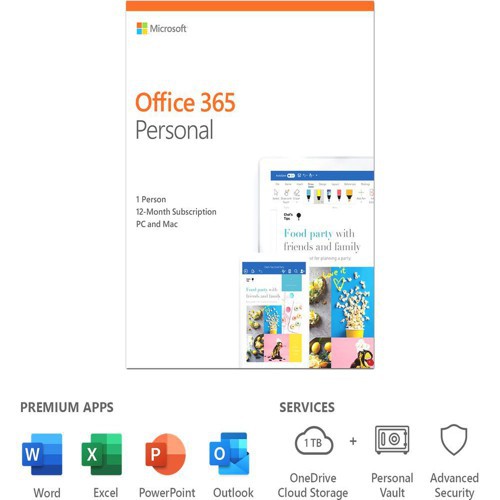 Microsoft
Office 365
Personal
1 Person
12-Month Subscription
PC and Mac
Chef's
Tips
Food party with
friends and family
Food party with
friends and family
PREMIUM APPS
SERVICES
W
X
P
O
1 TB
+
Word
Excel
PowerPoint
Outlook
OneDrive
Cloud Storage
Personal
Vault
Advanced
Security